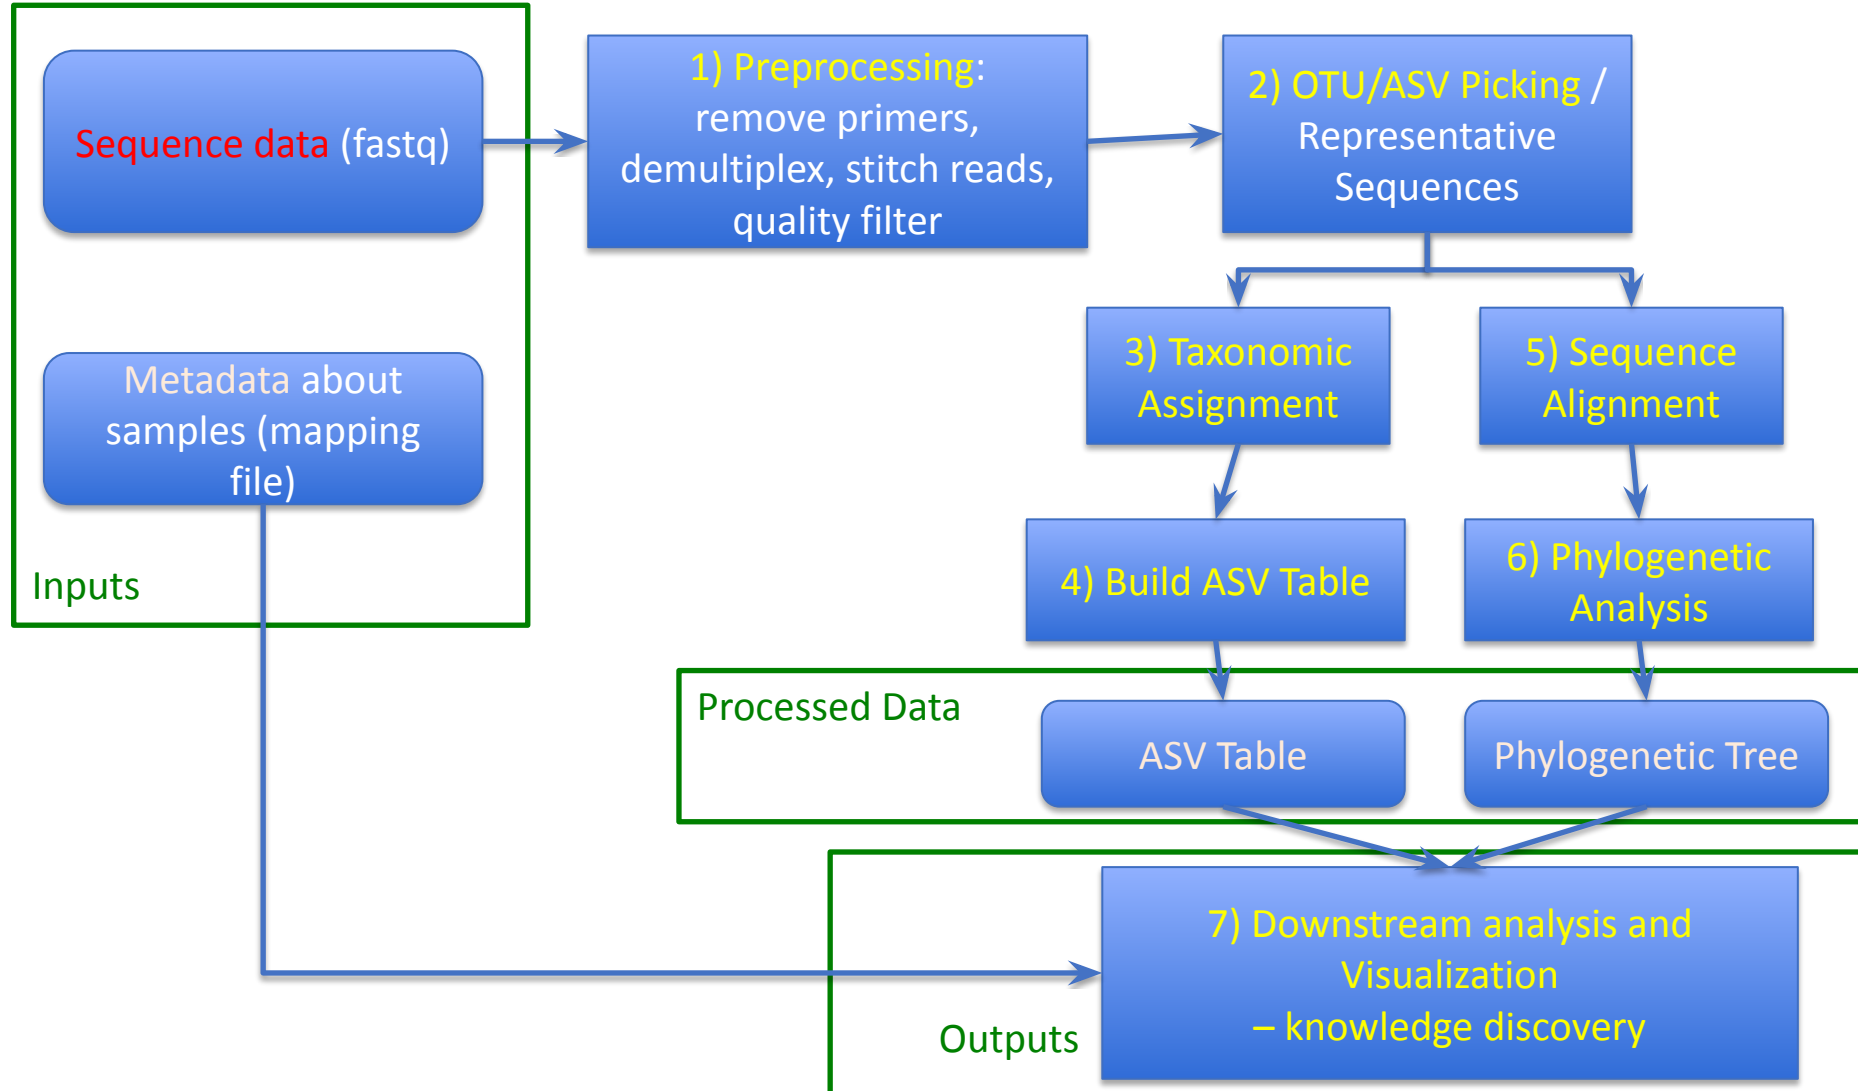 Sequence data (fastq)
Metadata about
samples (mapping
file)
Inputs
1) Preprocessing:
remove primers,
demultiplex, stitch reads,
quality filter
2) OTU/ASV Picking /
Representative
Sequences
3) Taxonomic
Assignment
5) Sequence
Alignment
4) Build ASV Table
6) Phylogenetic
Analysis
Processed Data
ASV Table
Phylogenetic Tree
7) Downstream analysis and
Visualization
– knowledge discovery
Outputs